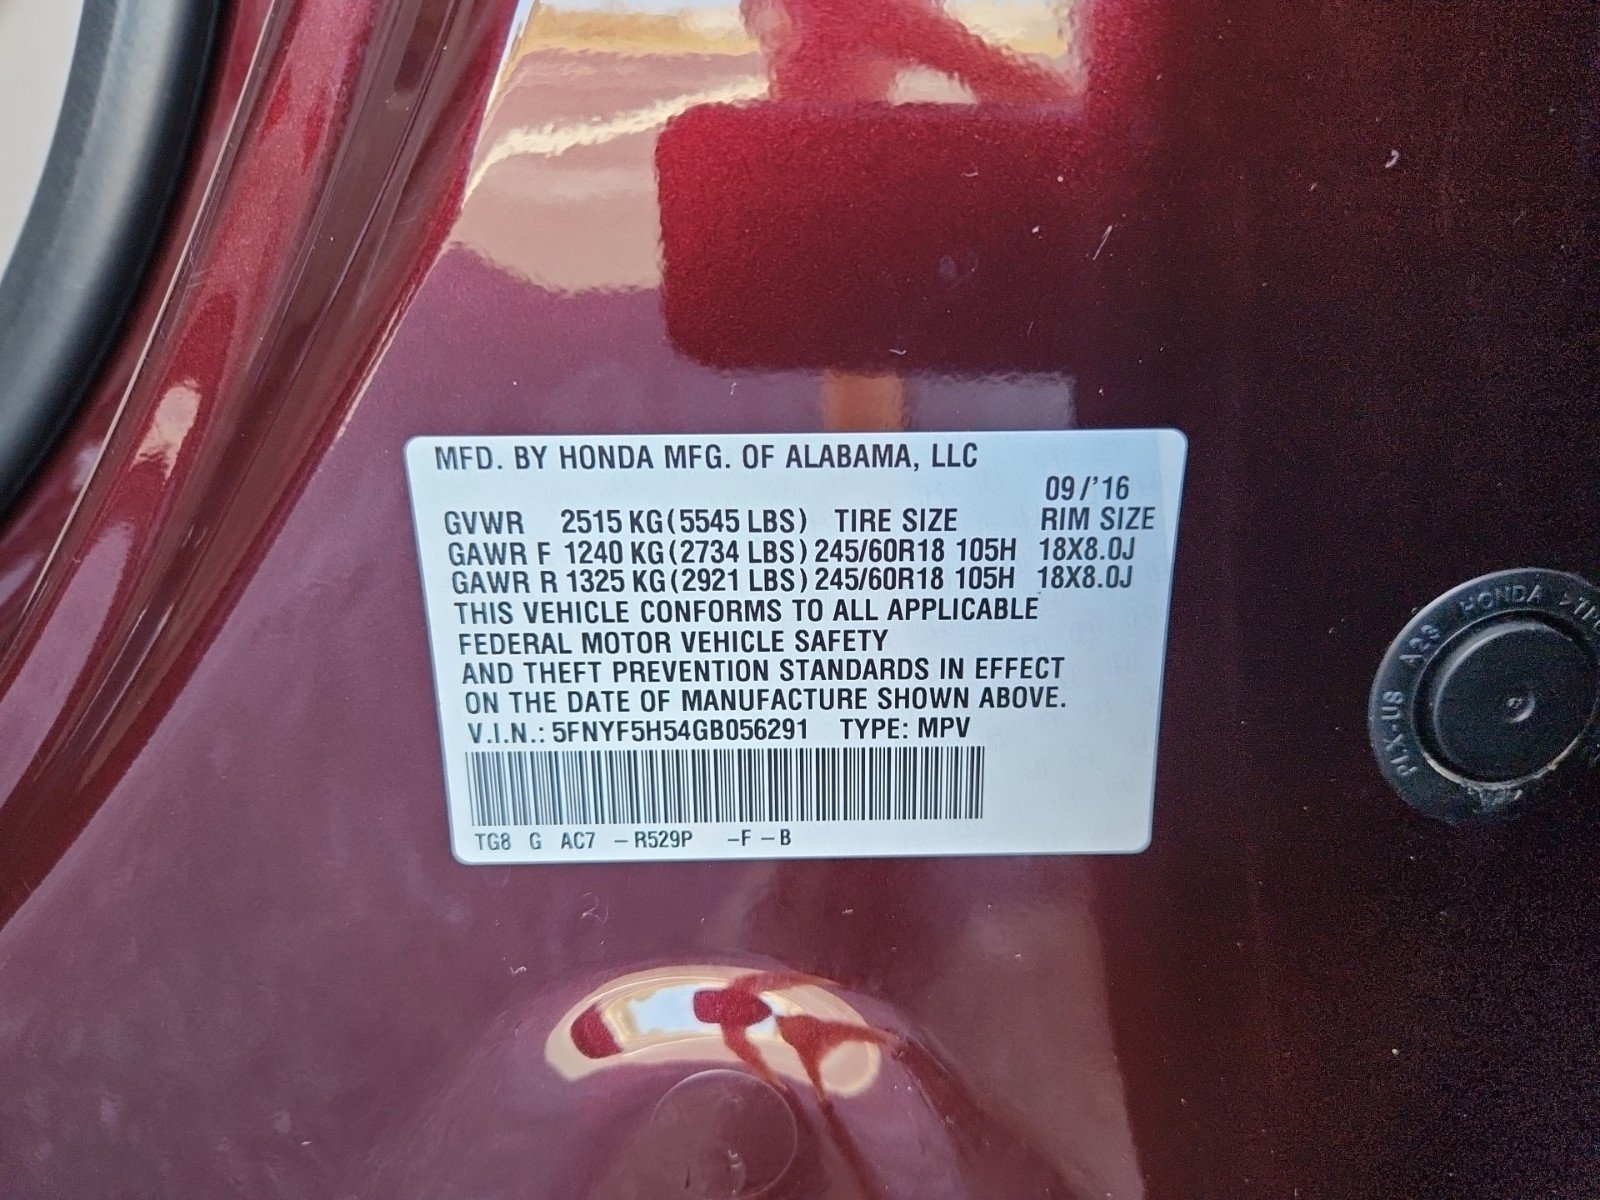 MFD. BY HONDA MFG. OF ALABAMA, LLC
09/'16
GVWR 2515 KG(5545 LBS) TIRE SIZE RIM SIZE
GAWR F 1240 KG(2734 LBS) 245/60R18 105H 18X8.0J
GAWR R 1325 KG(2921 LBS) 245/60R18 105H 18X8.0J
THIS VEHICLE CONFORMS TO ALL APPLICABLE
FEDERAL MOTOR VEHICLE SAFETY
AND THEFT PREVENTION STANDARDS IN EFFECT
ON THE DATE OF MANUFACTURE SHOWN ABOVE.
V.I.N.: 5FNYF5H54GB056291 TYPE: MPV
TG8 G AC7 -R529P -F-B
PLX-US A23 HONDA